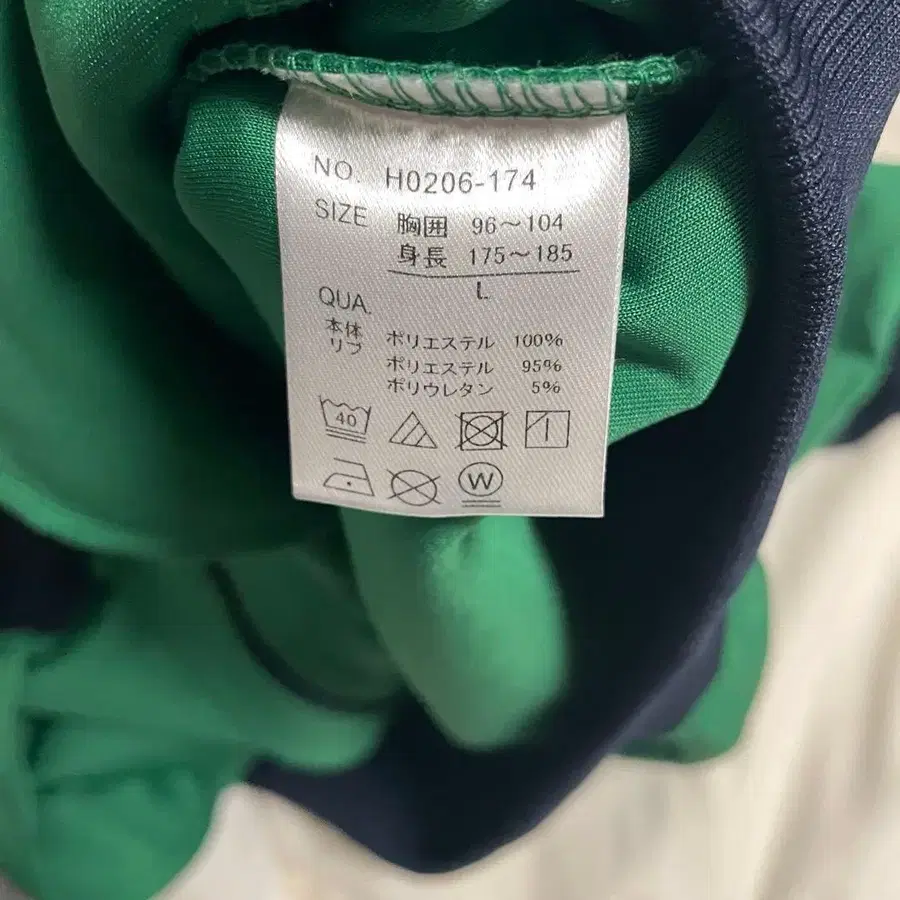 NO. H0206-174
SIZE 胸囲 96～104
身長 175～185
L
QUA.
本体 ポリエステル 100%
リブ ポリエステル 95%
ポリウレタン 5%
40
W